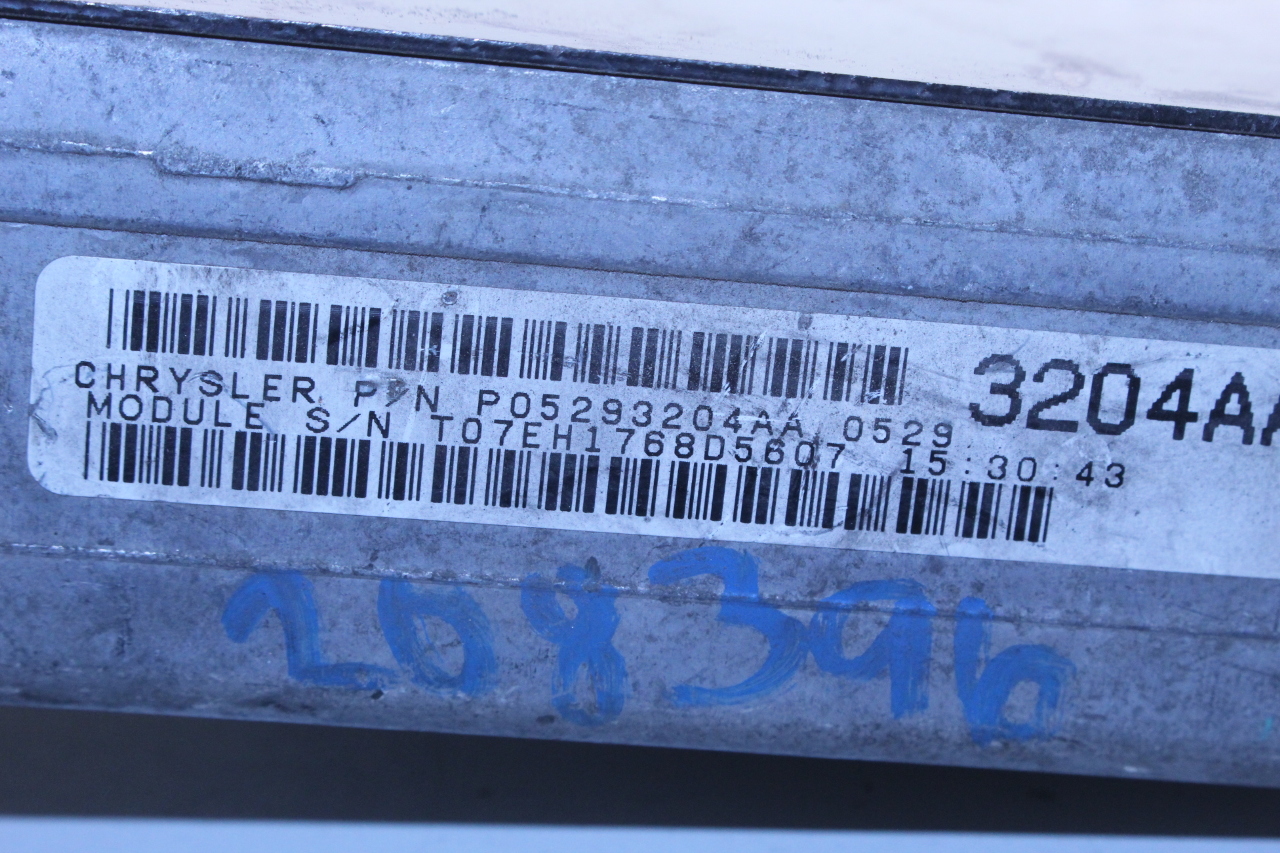 CHRYSLER P/N P05293204AA 0529 3204AA
MODULE S/N T07EH1768D5607 15:30:43
208396